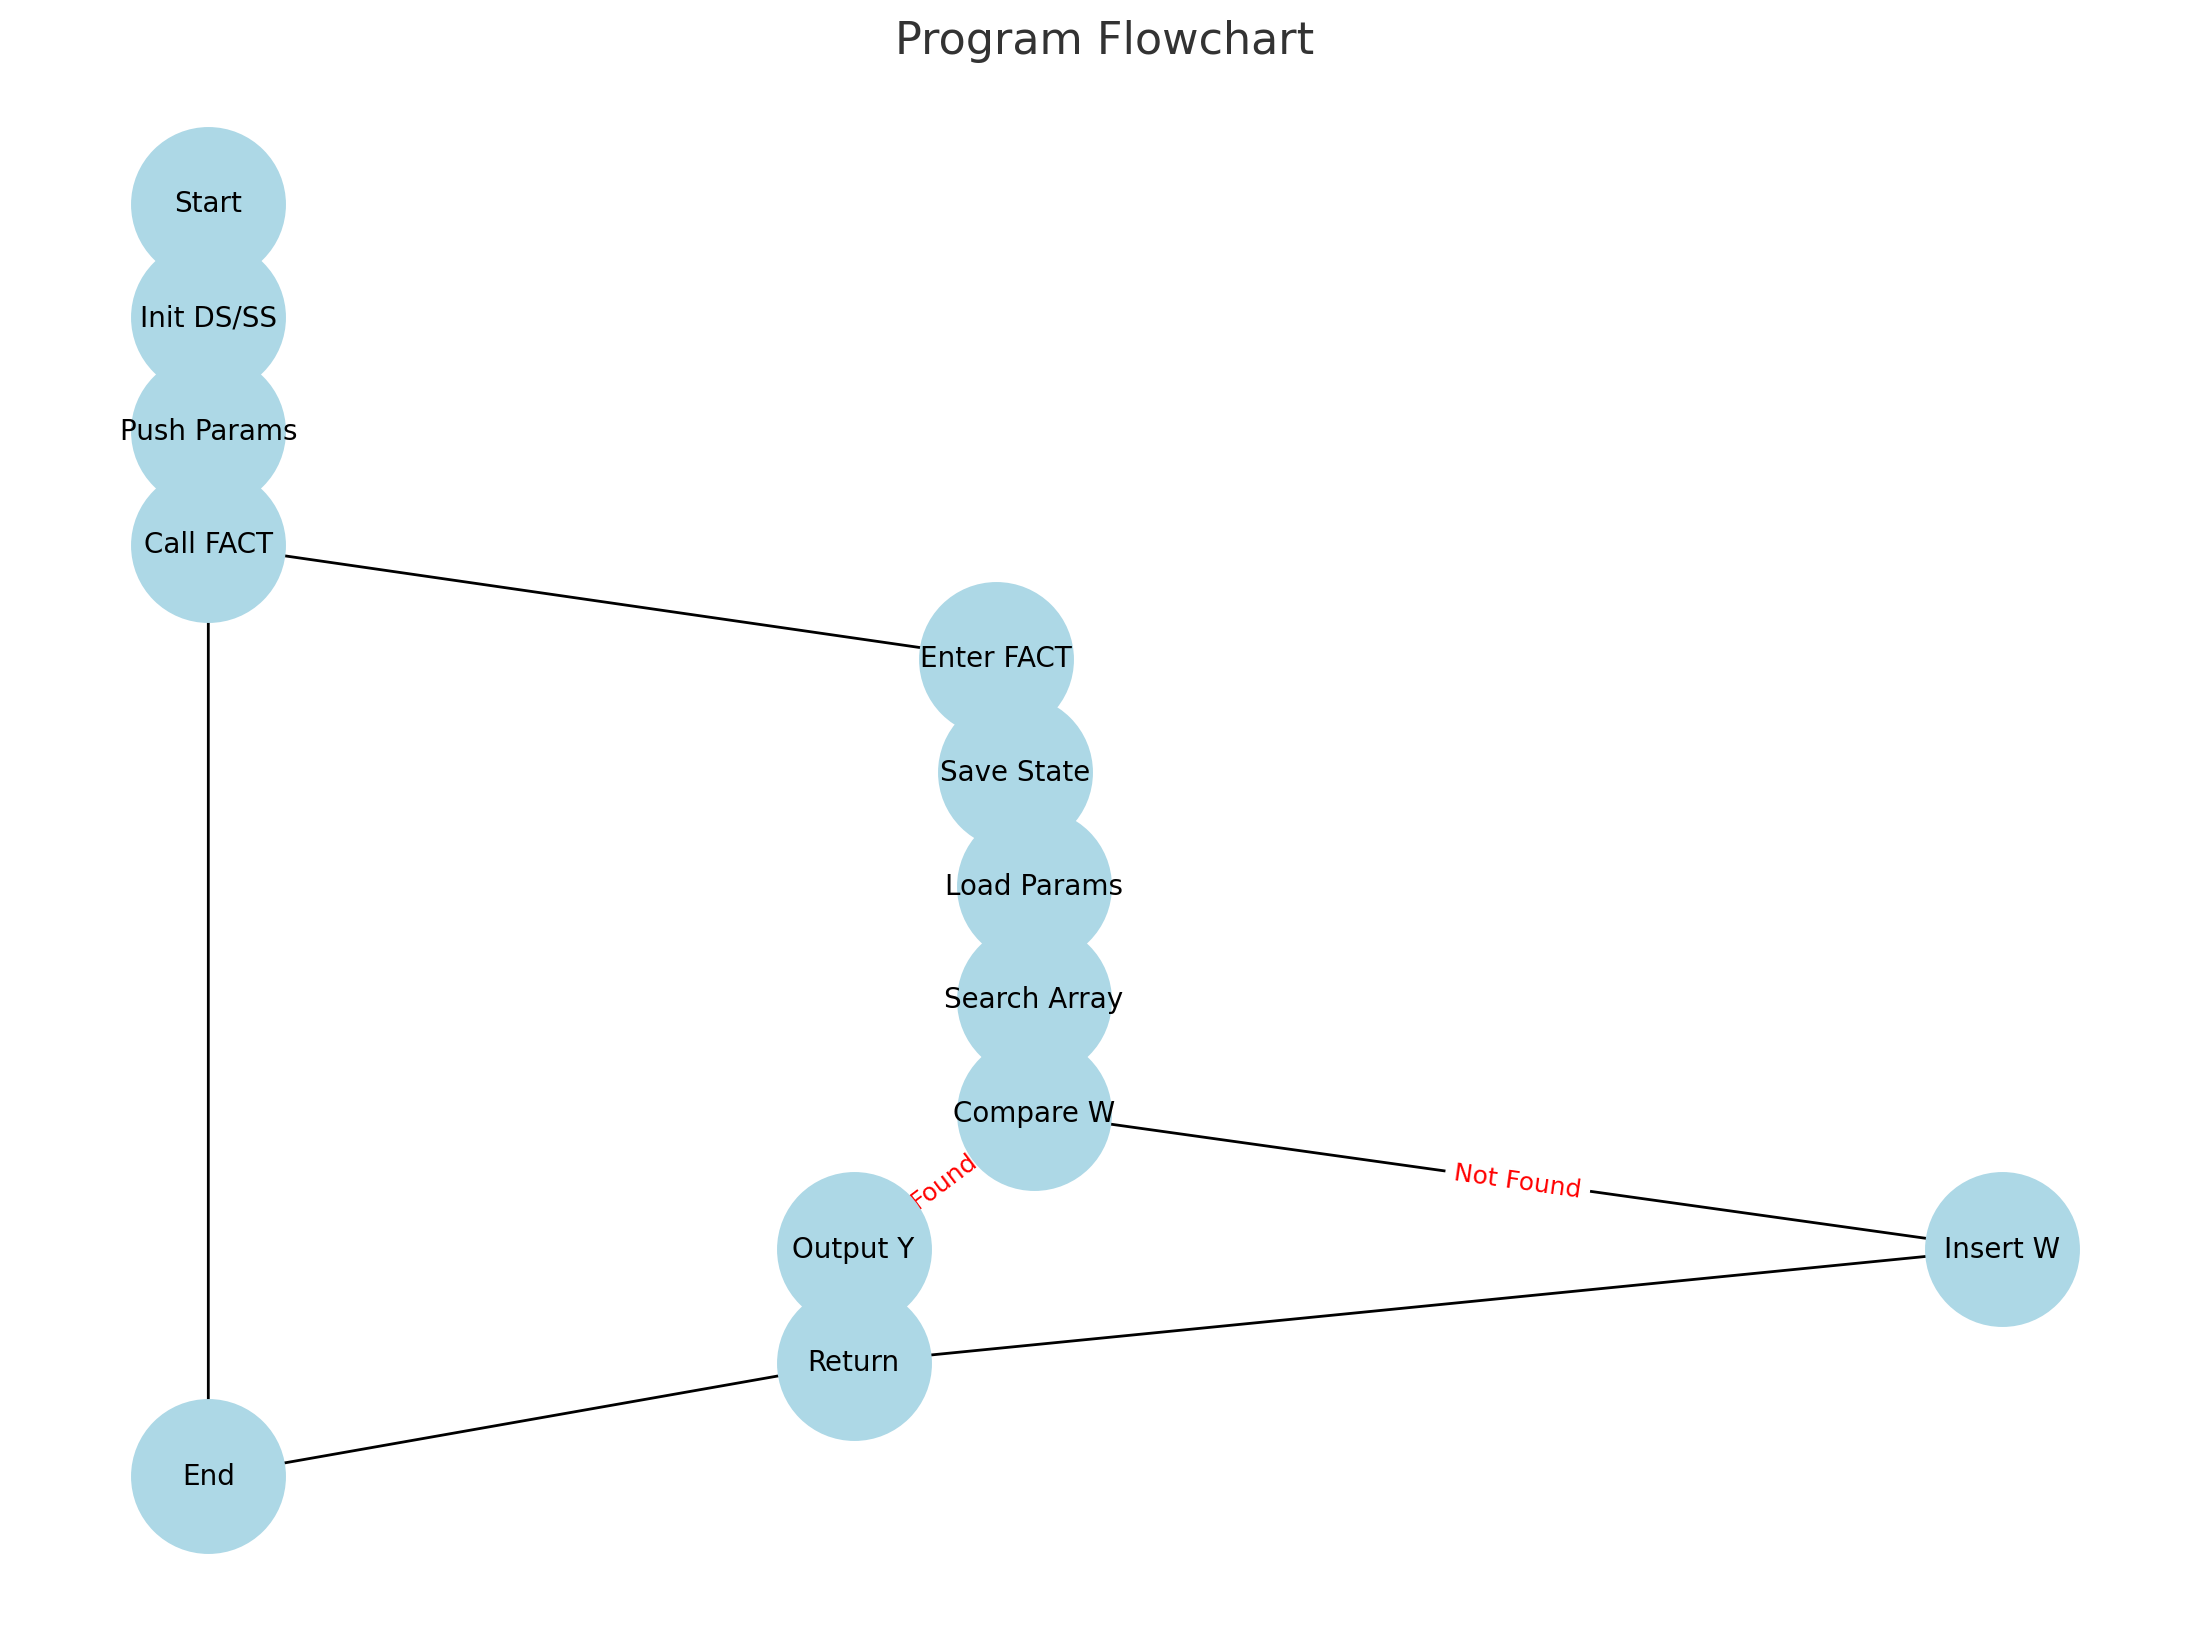 Program Flowchart
Start
Init DS/SS
Push Params
Call FACT
Enter FACT
Save State
Load Params
Search Array
Compare W
Found
Not Found
Output Y
Insert W
Return
End